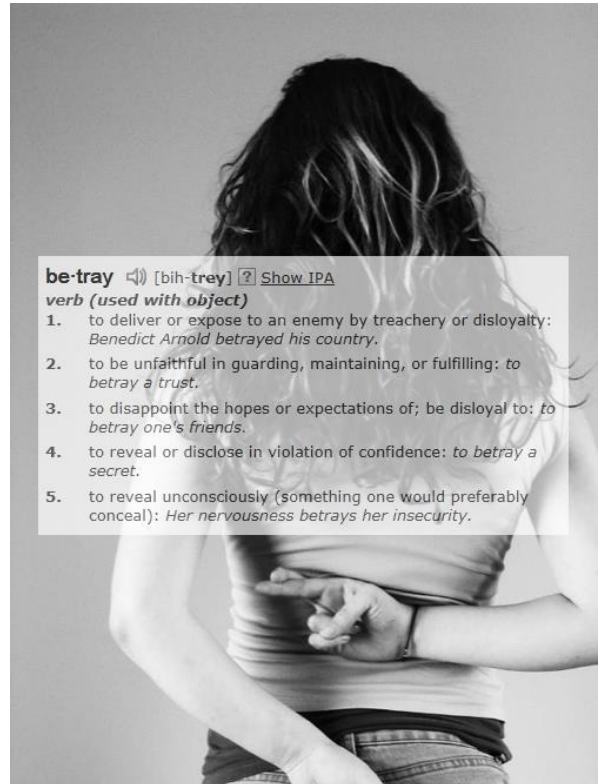 be·tray [bih-trey] ? Show IPA
verb (used with object)
1. to deliver or expose to an enemy by treachery or disloyalty:
Benedict Arnold betrayed his country.
2. to be unfaithful in guarding, maintaining, or fulfilling: to
betray a trust.
3. to disappoint the hopes or expectations of; be disloyal to: to
betray one's friends.
4. to reveal or disclose in violation of confidence: to betray a
secret.
5. to reveal unconsciously (something one would preferably
conceal): Her nervousness betrays her insecurity.